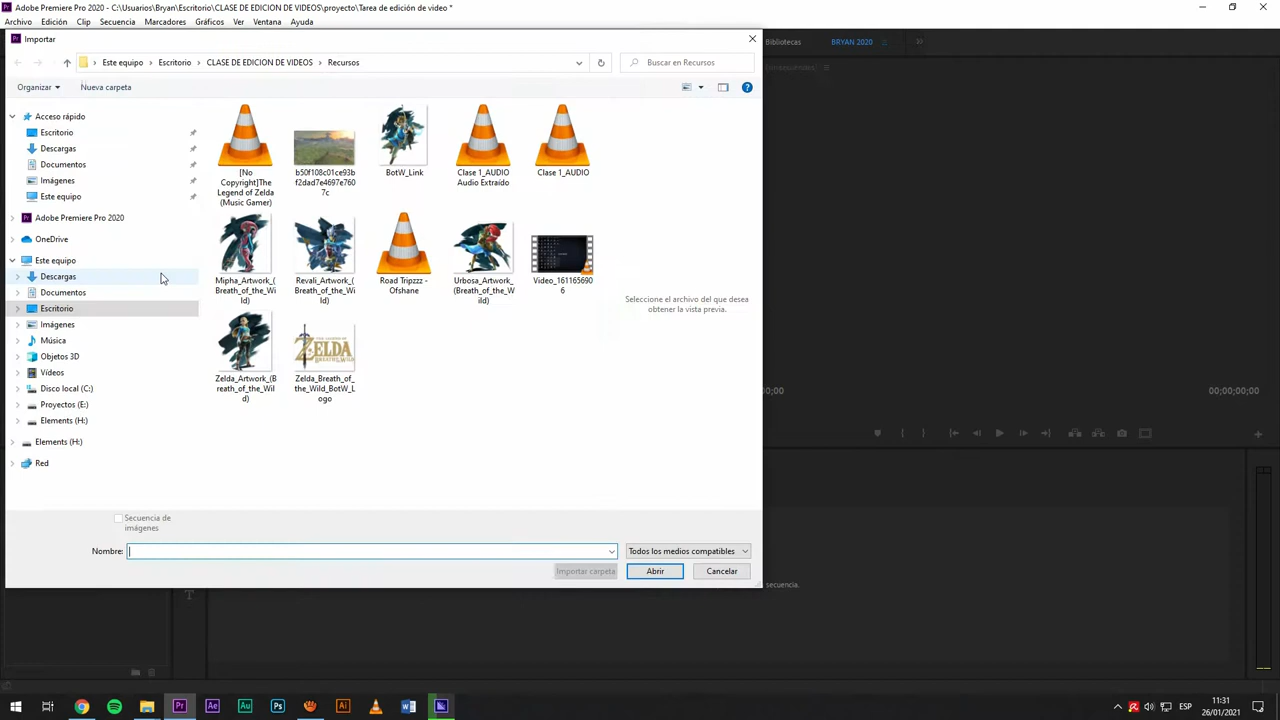 Adobe Premiere Pro 2020 - C:\Usuarios\Bryan\Escritorio\CLASE DE EDICION DE VIDEOS\proyecto\Tarea de edición de video *
Archivo Edición Clip Secuencia Marcadores Gráficos Ver Ventana Ayuda
Importar
Bibliotecas
BRYAN 2020
Este equipo > Escritorio > CLASE DE EDICION DE VIDEOS > Recursos
Buscar en Recursos
Organizar
Nueva carpeta
Acceso rápido
Escritorio
Descargas
Documentos
Imágenes
Este equipo
Adobe Premiere Pro 2020
OneDrive
Este equipo
Descargas
Documentos
Escritorio
Imágenes
Música
Objetos 3D
Vídeos
Disco local (C:)
Proyectos (E:)
Elements (H:)
Elements (H:)
Red
[No
Copyright]The
Legend of Zelda
(Music Gamer)
b50f108c01ce93b
f2dad7e4697e760
7c
BotW_Link
Clase 1_AUDIO
Audio Extraído
Clase 1_AUDIO
Mipha_Artwork_(
Breath_of_the_Wi
ld)
Revali_Artwork_(
Breath_of_the_Wi
ld)
Road Tripzzz -
Ofshane
Urbosa_Artwork_
(Breath_of_the_W
ild)
Video_161165690
6
Zelda_Artwork_(B
reath_of_the_Wil
d)
Zelda_Breath_of_
the_Wild_BotW_L
ogo
Seleccione el archivo del que desea
obtener la vista previa.
00;00
00;00;00;00
Secuencia de
imágenes
Nombre:
Todos los medios compatibles
Importar carpeta
Abrir
Cancelar
secuencia.
ESP
11:31
26/01/2021